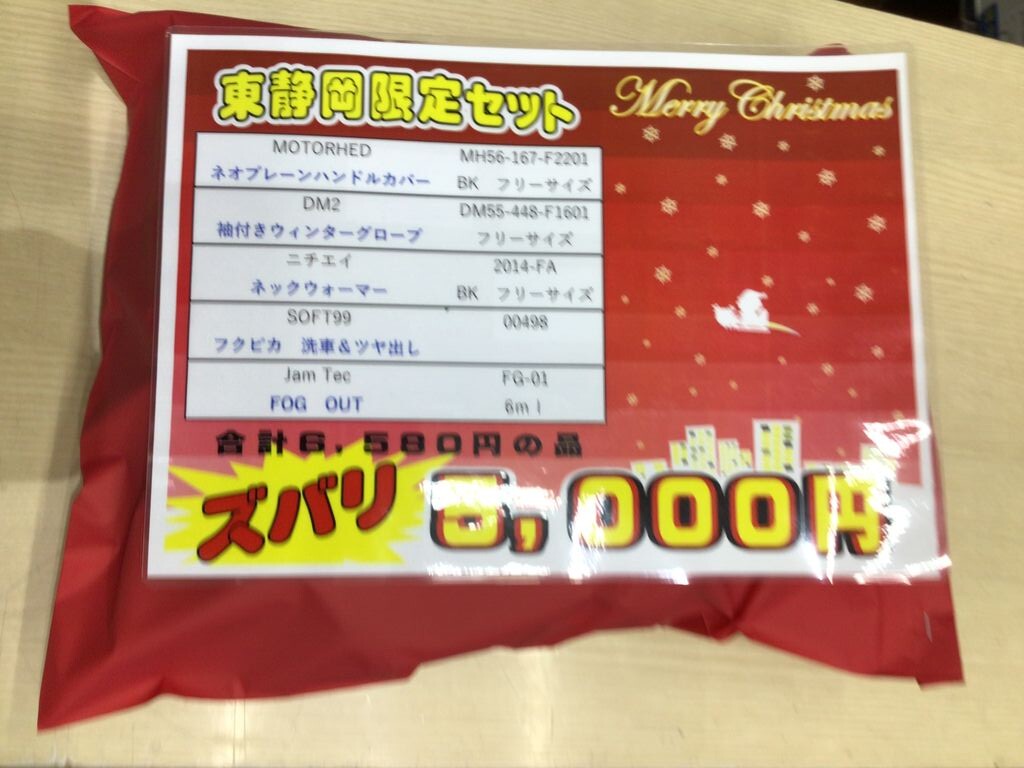 東静岡限定セット
Merry Christmas
MOTORHED MH56-167-F2201
ネオプレーンハンドルカバー BK フリーサイズ
DM2 DM55-448-F1601
袖付きウィンターグローブ フリーサイズ
ニチエイ 2014-FA
ネックウォーマー BK フリーサイズ
SOFT99 00498
フクピカ 洗車&ツヤ出し
Jam Tec FG-01
FOG OUT 6ml
合計6,580円の品
ズバリ 5,000円